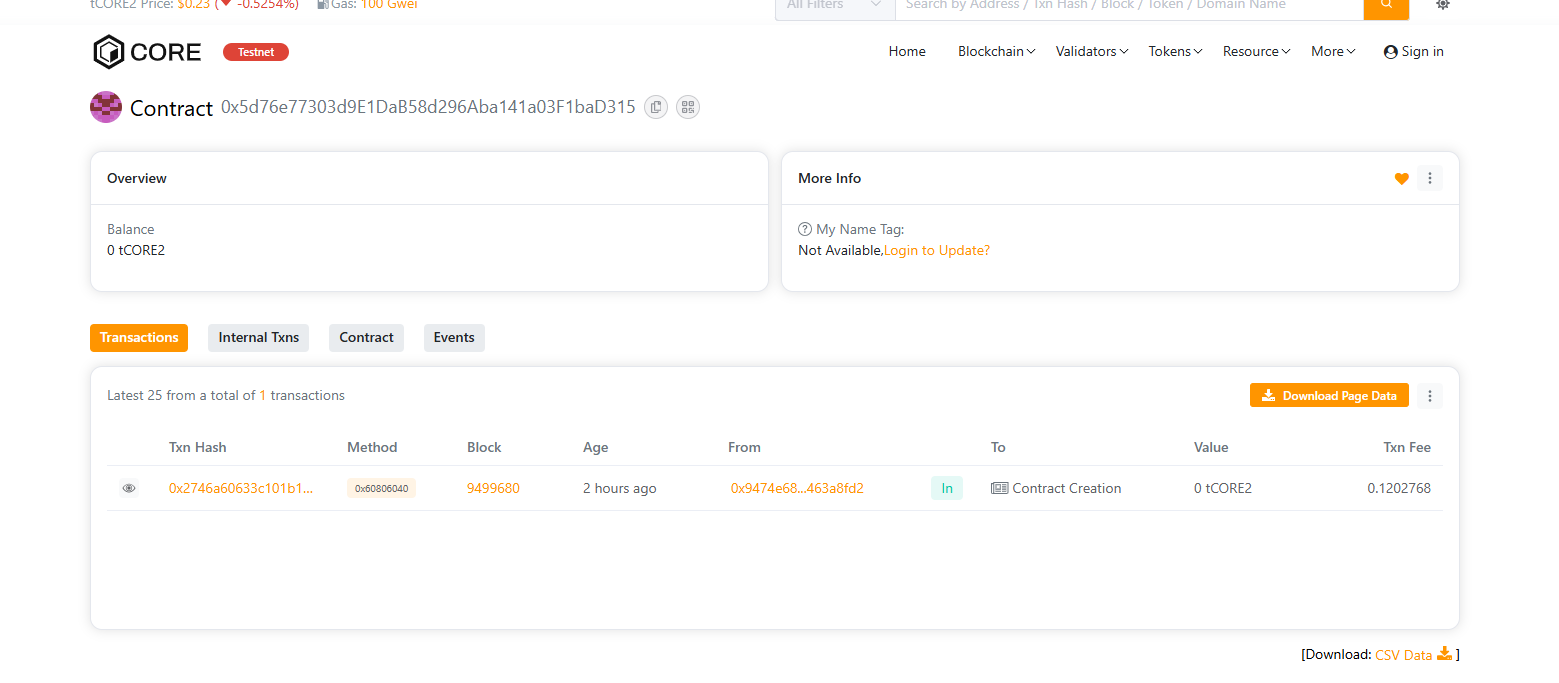 tCORE2 Price: $0.23 ( -0.5254%) Gas: 100 Gwei
All Filters Search by Address / Txn Hash / Block / Token / Domain Name
CORE Testnet Home Blockchain Validators Tokens Resource More Sign in
Contract 0x5d76e77303d9E1DaB58d296Aba141a03F1baD315
Overview
Balance
0 tCORE2
More Info
My Name Tag:
Not Available,Login to Update?
Transactions Internal Txns Contract Events
Latest 25 from a total of 1 transactions
Download Page Data
Txn Hash Method Block Age From To Value Txn Fee
0x2746a60633c101b1... 0x60806040 9499680 2 hours ago 0x9474e68...463a8fd2 In Contract Creation 0 tCORE2 0.1202768
[Download: CSV Data ]